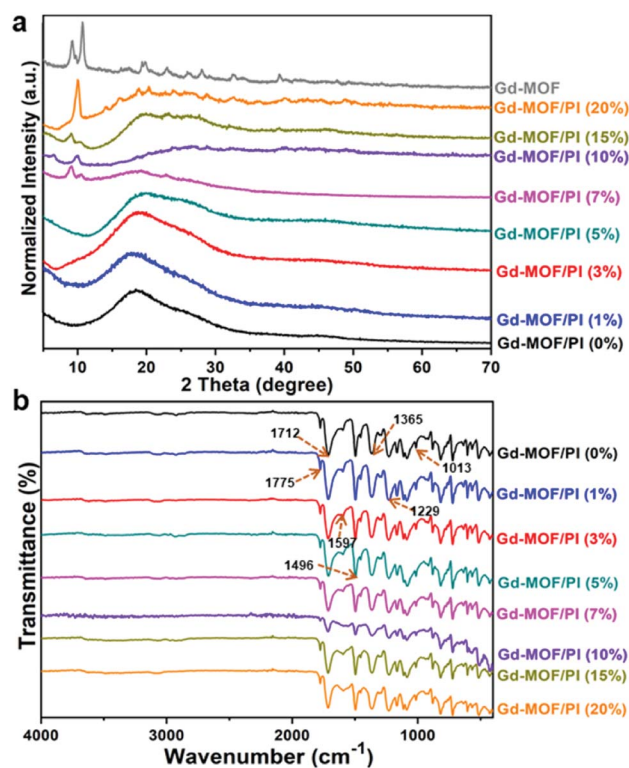 a
Normalized Intensity (a.u.)
Gd-MOF
Gd-MOF/PI (20%)
Gd-MOF/PI (15%)
Gd-MOF/PI (10%)
Gd-MOF/PI (7%)
Gd-MOF/PI (5%)
Gd-MOF/PI (3%)
Gd-MOF/PI (1%)
Gd-MOF/PI (0%)
10 20 30 40 50 60 70
2 Theta (degree)
b
Transmittance (%)
1712
1365
1013
1775
1229
1597
1496
Gd-MOF/PI (0%)
Gd-MOF/PI (1%)
Gd-MOF/PI (3%)
Gd-MOF/PI (5%)
Gd-MOF/PI (7%)
Gd-MOF/PI (10%)
Gd-MOF/PI (15%)
Gd-MOF/PI (20%)
4000 3000 2000 1000
Wavenumber (cm⁻¹)